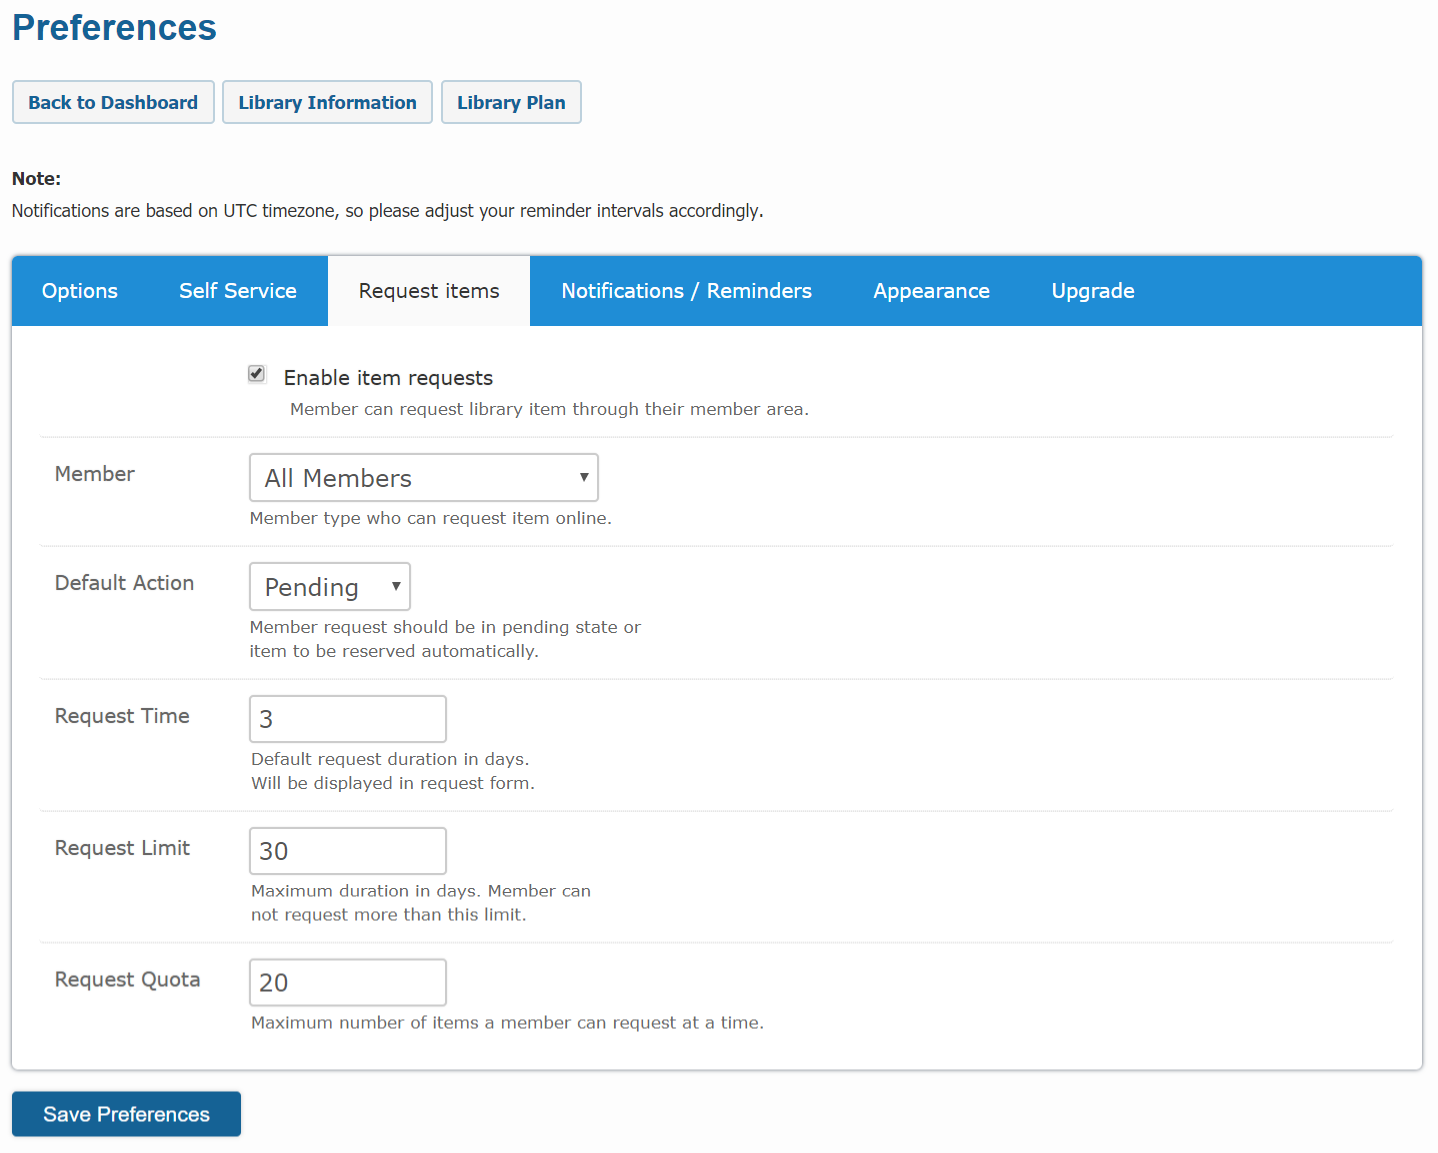 Preferences
Back to Dashboard Library Information Library Plan
Note:
Notifications are based on UTC timezone, so please adjust your reminder intervals accordingly.
Options Self Service Request items Notifications / Reminders Appearance Upgrade
Enable item requests
Member can request library item through their member area.
Member All Members
Member type who can request item online.
Default Action Pending
Member request should be in pending state or
item to be reserved automatically.
Request Time 3
Default request duration in days.
Will be displayed in request form.
Request Limit 30
Maximum duration in days. Member can
not request more than this limit.
Request Quota 20
Maximum number of items a member can request at a time.
Save Preferences